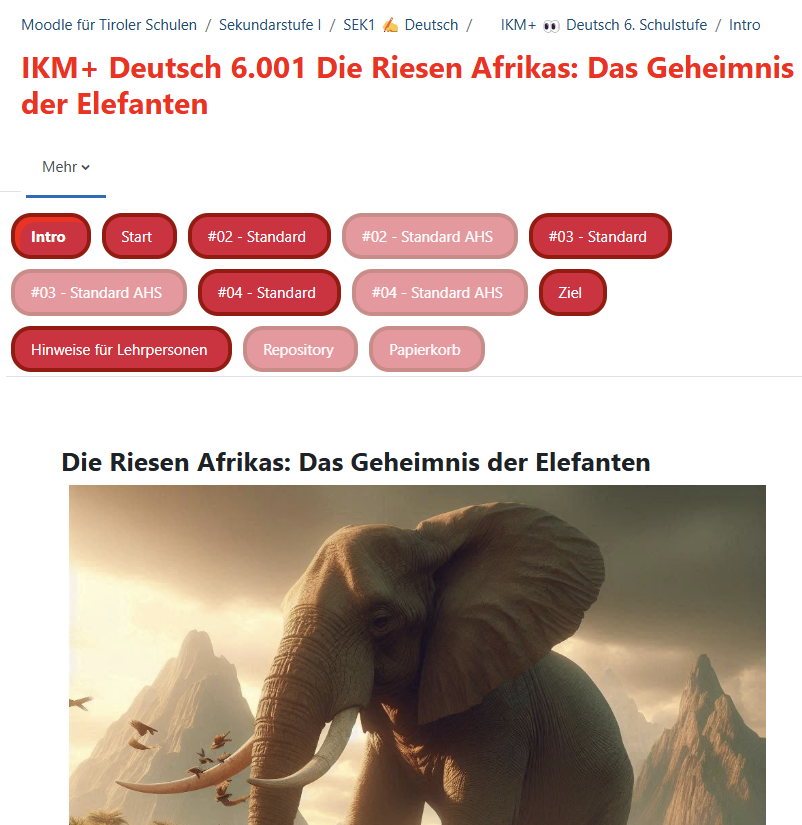 Moodle für Tiroler Schulen / Sekundarstufe I / SEK1 ✍ Deutsch / IKM+ 👀 Deutsch 6. Schulstufe / Intro
IKM+ Deutsch 6.001 Die Riesen Afrikas: Das Geheimnis
der Elefanten
Mehr
Intro Start #02 - Standard #02 - Standard AHS #03 - Standard
#03 - Standard AHS #04 - Standard #04 - Standard AHS Ziel
Hinweise für Lehrpersonen Repository Papierkorb
Die Riesen Afrikas: Das Geheimnis der Elefanten